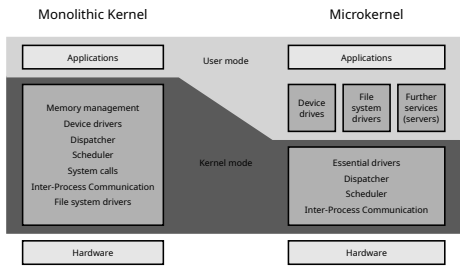 Monolithic Kernel
Microkernel
Applications
User mode
Applications
Device
drives
File
system
drivers
Further
services
(servers)
Memory management
Device drivers
Dispatcher
Scheduler
System calls
Inter-Process Communication
File system drivers
Kernel mode
Essential drivers
Dispatcher
Scheduler
Inter-Process Communication
Hardware
Hardware